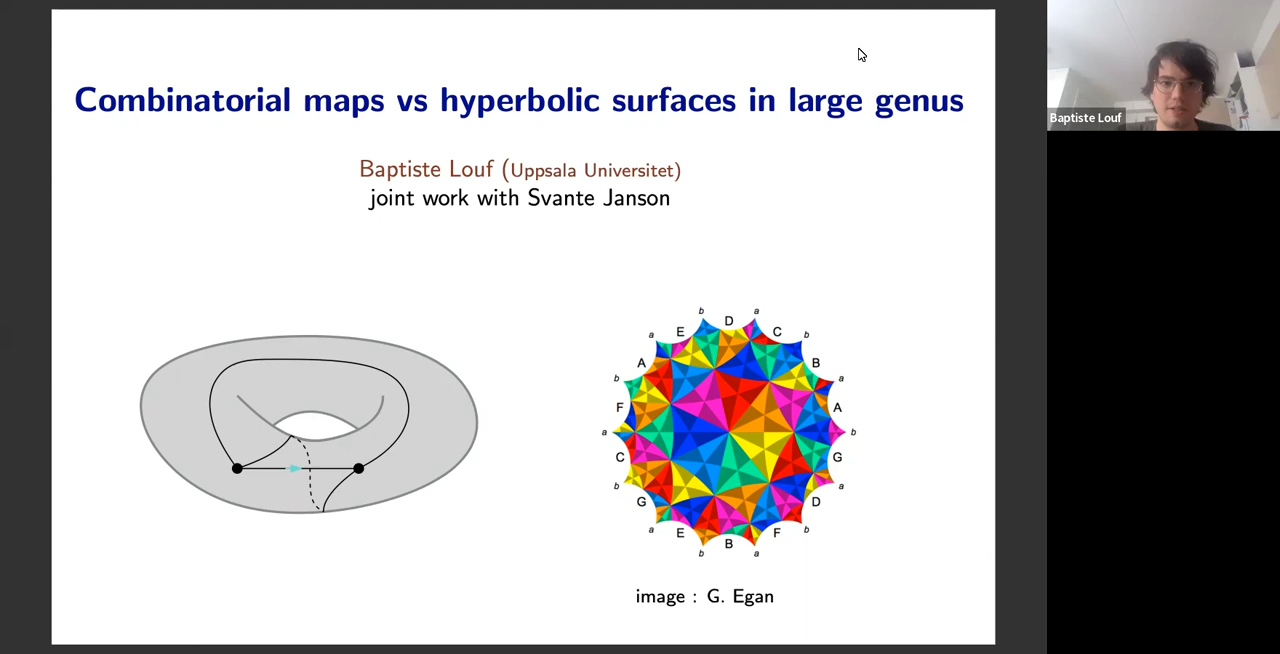 Combinatorial maps vs hyperbolic surfaces in large genus
Baptiste Louf (Uppsala Universitet)
joint work with Svante Janson
Baptiste Louf
b
D
a
E
C
a
b
A
B
b
a
F
A
a
b
C
G
b
a
G
D
a
b
E
F
b
B
a
image : G. Egan